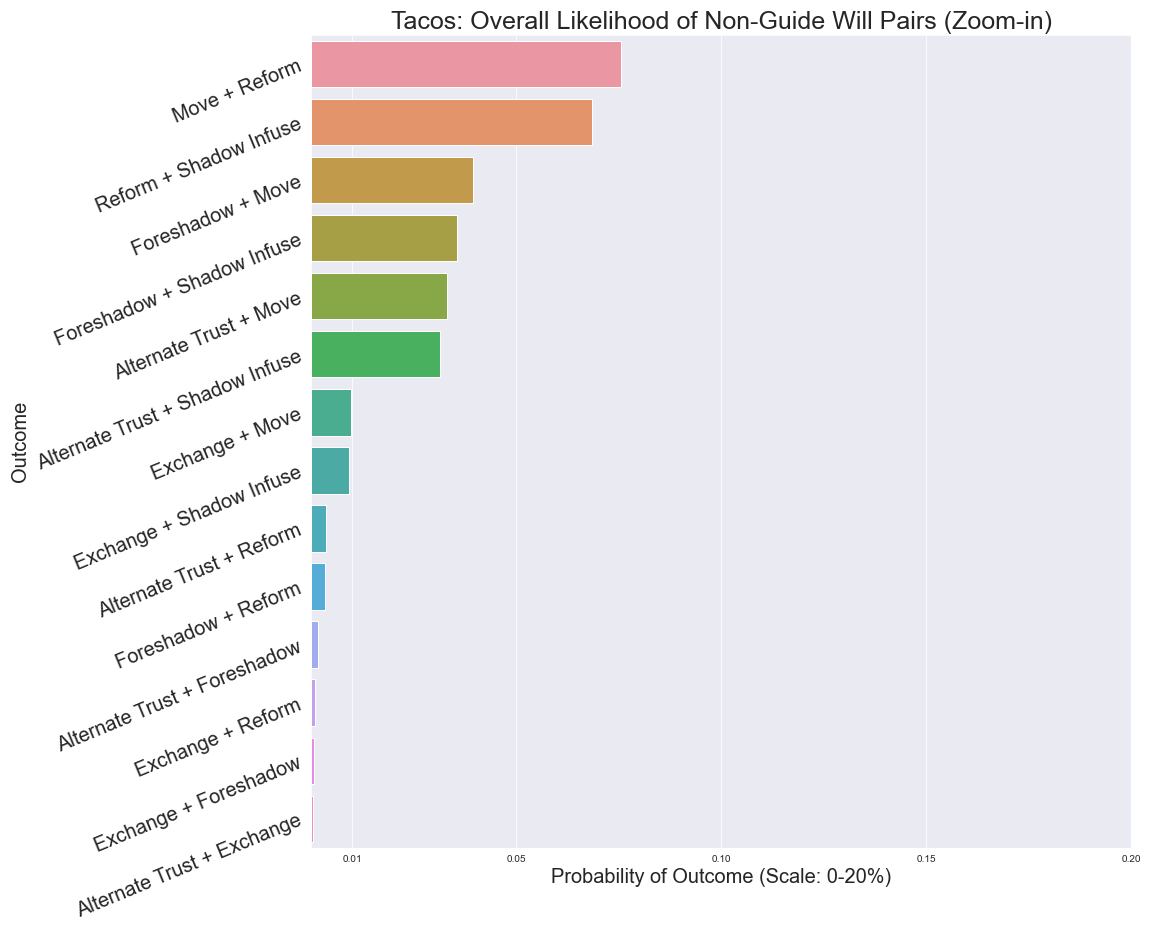 Tacos: Overall Likelihood of Non-Guide Will Pairs (Zoom-in)
Move + Reform
Reform + Shadow Infuse
Foreshadow + Move
Foreshadow + Shadow Infuse
Alternate Trust + Move
Alternate Trust + Shadow Infuse
Exchange + Move
Exchange + Shadow Infuse
Alternate Trust + Reform
Foreshadow + Reform
Alternate Trust + Foreshadow
Exchange + Reform
Exchange + Foreshadow
Alternate Trust + Exchange
Outcome
0.01 0.05 0.10 0.15 0.20
Probability of Outcome (Scale: 0-20%)